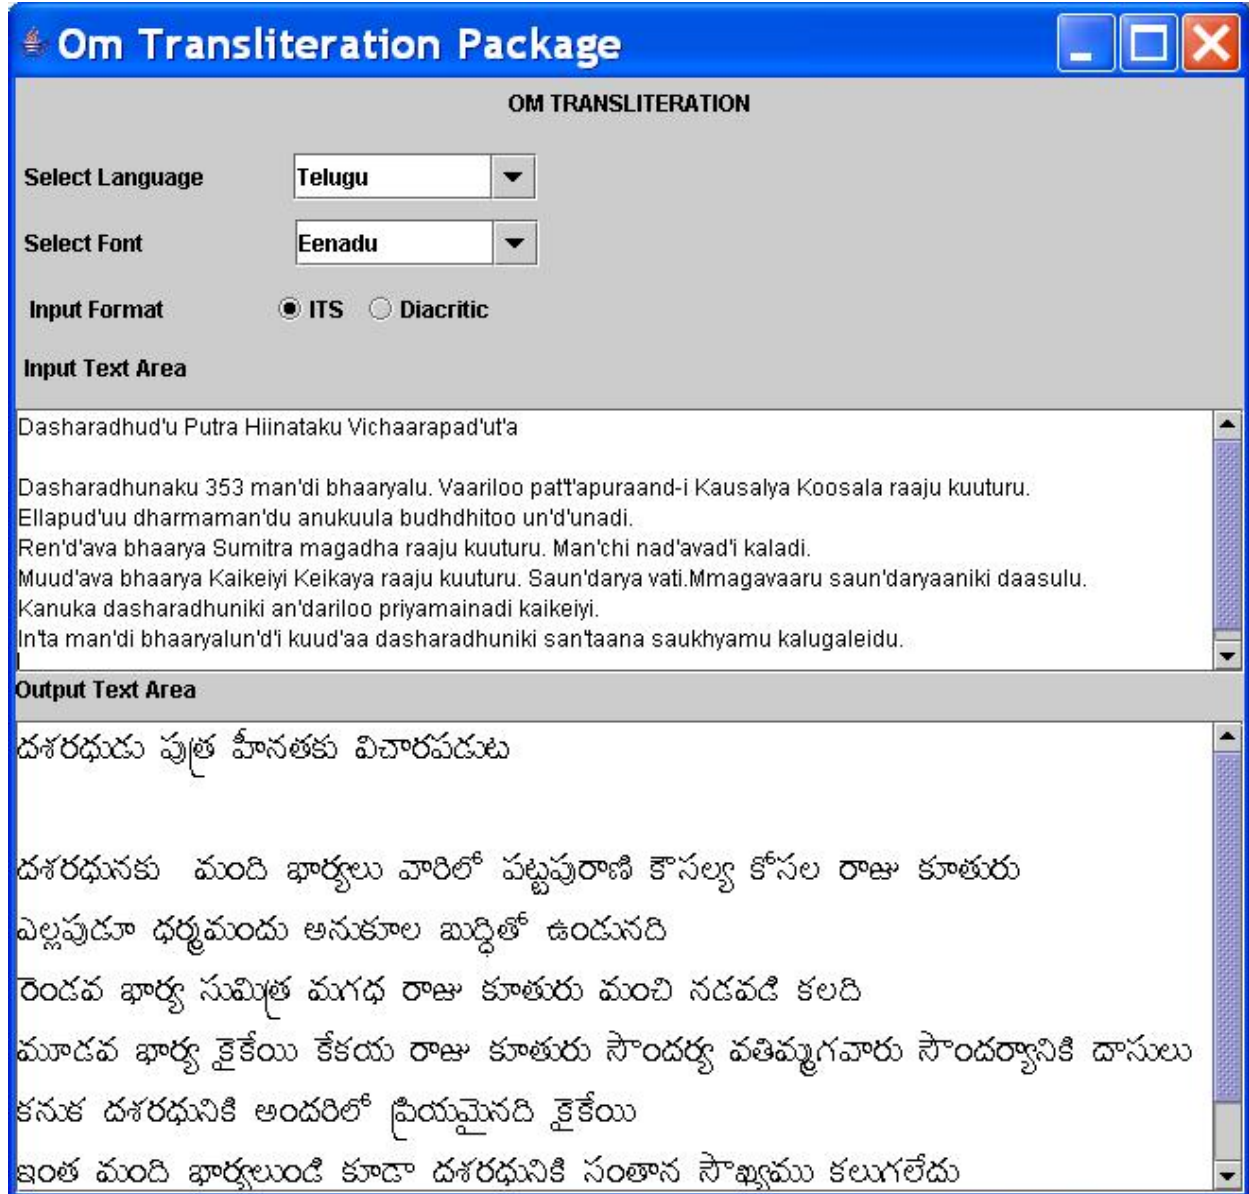 Om Transliteration Package
OM TRANSLITERATION
Select Language Telugu
Select Font Eenadu
Input Format ITS Diacritic
Input Text Area
Dasharadhud'u Putra Hiinataku Vichaarapad'ut'a
Dasharadhunaku 353 man'di bhaaryalu. Vaariloo pat't'apuraand-i Kausalya Koosala raaju kuuturu.
Ellapud'uu dharmaman'du anukuula budhdhitoo un'd'unadi.
Ren'd'ava bhaarya Sumitra magadha raaju kuuturu. Man'chi nad'avad'i kaladi.
Muud'ava bhaarya Kaikeiyi Keikaya raaju kuuturu. Saun'darya vati.Mmagavaaru saun'daryaaniki daasulu.
Kanuka dasharadhuniki an'dariloo priyamainadi kaikeiyi.
In'ta man'di bhaaryalun'd'i kuud'aa dasharadhuniki san'taana saukhyamu kalugaleidu.
Output Text Area
దశరధుడు పుత్ర హీనతకు విచారపడుట
దశరధునకు మంది భార్యలు వారిలో పట్టపురాణి కౌసల్య కోసల రాజు కూతురు
ఎల్లపుడూ ధర్మమందు అనుకూల బుధ్ధితో ఉండునది
రెండవ భార్య సుమిత్ర మగధ రాజు కూతురు మంచి నడవడి కలది
మూడవ భార్య కైకేయి కేకయ రాజు కూతురు సౌందర్య వతిమ్మగవారు సౌందర్యానికి దాసులు
కనుక దశరధునికి అందరిలో ప్రియమైనది కైకేయి
ఇంత మంది భార్యలుండి కూడా దశరధునికి సంతాన సౌఖ్యము కలుగలేదు